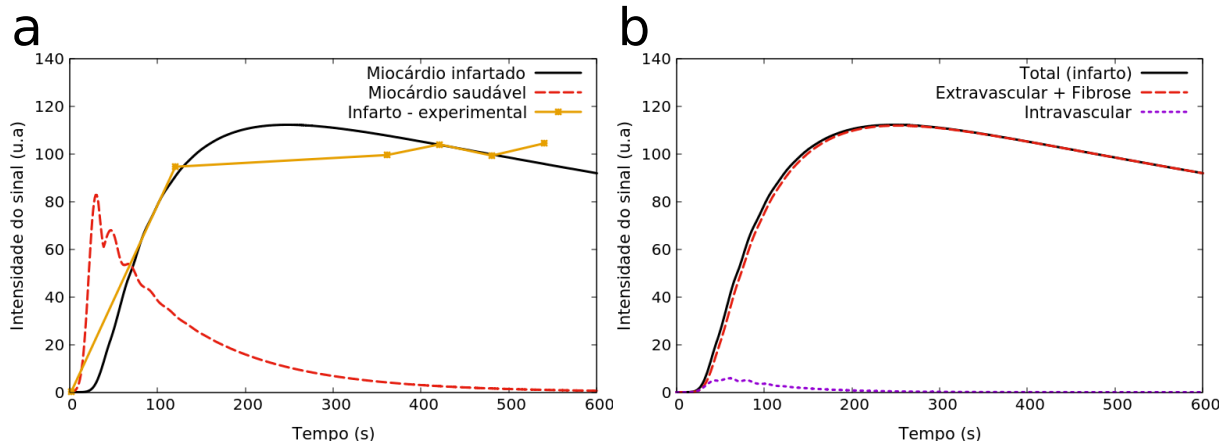 a
140
120
100
80
60
40
20
0
Intensidade do sinal (u.a)
Miocárdio infartado
Miocárdio saudável
Infarto - experimental
0 100 200 300 400 500 600
Tempo (s)
b
140
120
100
80
60
40
20
0
Intensidade do sinal (u.a)
Total (infarto)
Extravascular + Fibrose
Intravascular
0 100 200 300 400 500 600
Tempo (s)